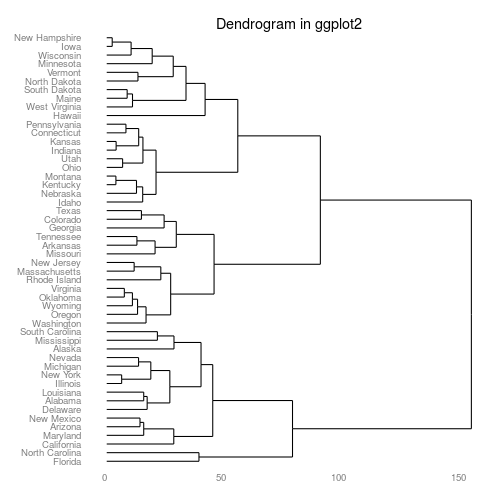 Dendrogram in ggplot2
New Hampshire
Iowa
Wisconsin
Minnesota
Vermont
North Dakota
South Dakota
Maine
West Virginia
Hawaii
Pennsylvania
Connecticut
Kansas
Indiana
Utah
Ohio
Montana
Kentucky
Nebraska
Idaho
Texas
Colorado
Georgia
Tennessee
Arkansas
Missouri
New Jersey
Massachusetts
Rhode Island
Virginia
Oklahoma
Wyoming
Oregon
Washington
South Carolina
Mississippi
Alaska
Nevada
Michigan
New York
Illinois
Louisiana
Alabama
Delaware
New Mexico
Arizona
Maryland
California
North Carolina
Florida
0 50 100 150